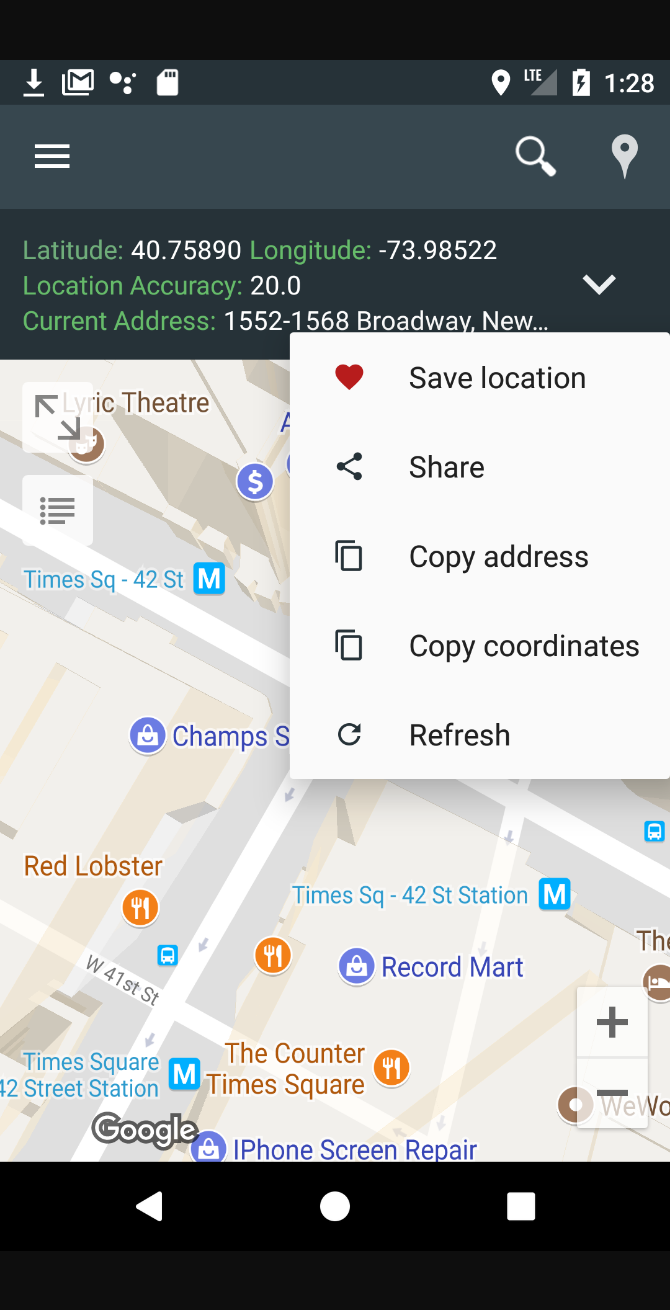 LTE 1:28
Latitude: 40.75890 Longitude: -73.98522
Location Accuracy: 20.0
Current Address: 1552-1568 Broadway, New...
Save location
Share
Copy address
Copy coordinates
Refresh
Lyric Theatre
A
$
Times Sq - 42 St M
Champs S
Red Lobster
Times Sq - 42 St Station M
Record Mart
The
W 41st St
Times Square
42 Street Station
M
The Counter
Times Square
WeWo
Google
IPhone Screen Repair